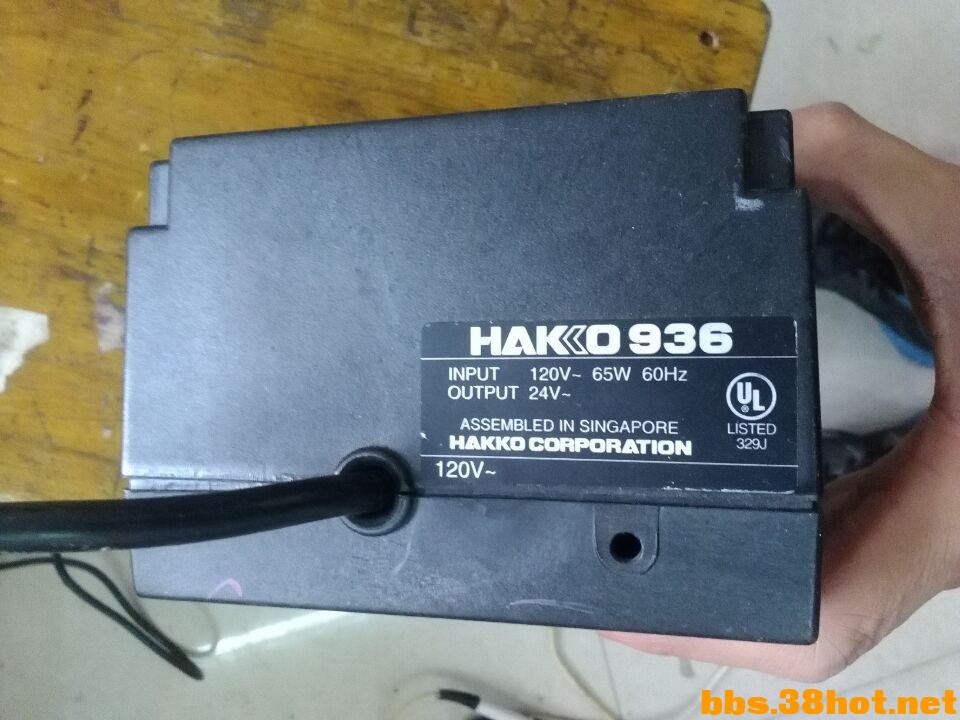 HAKKO 936
INPUT 120V~ 65W 60Hz
OUTPUT 24V~
ASSEMBLED IN SINGAPORE
HAKKO CORPORATION
120V~
UL
LISTED
329J
bbs.38hot.net